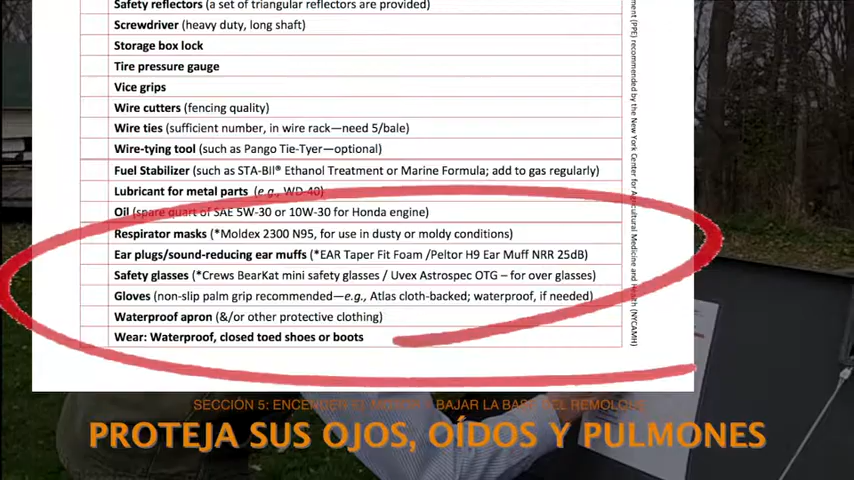 Safety reflectors (a set of triangular reflectors are provided)
Screwdriver (heavy duty, long shaft)
Storage box lock
Tire pressure gauge
Vice grips
Wire cutters (fencing quality)
Wire ties (sufficient number, in wire rack—need 5/bale)
Wire-tying tool (such as Pango Tie-Tyer—optional)
Fuel Stabilizer (such as STA-BIl® Ethanol Treatment or Marine Formula; add to gas regularly)
Lubricant for metal parts (e.g., WD-40)
Oil (spare quart of SAE 5W-30 or 10W-30 for Honda engine)
Respirator masks (*Moldex 2300 N95, for use in dusty or moldy conditions)
Ear plugs/sound-reducing ear muffs (*EAR Taper Fit Foam /Peltor H9 Ear Muff NRR 25dB)
Safety glasses (*Crews BearKat mini safety glasses / Uvex Astrospec OTG – for over glasses)
Gloves (non-slip palm grip recommended—e.g., Atlas cloth-backed; waterproof, if needed)
Waterproof apron (&/or other protective clothing)
Wear: Waterproof, closed toed shoes or boots
ment (PPE) recommended by the New York Center for Agricultural Medicine and Health (NYCAMH)
SECCIÓN 5: ENCENDER EL MOTOR Y BAJAR LA BASE DEL REMOLQUE
PROTEJA SUS OJOS, OÍDOS Y PULMONES